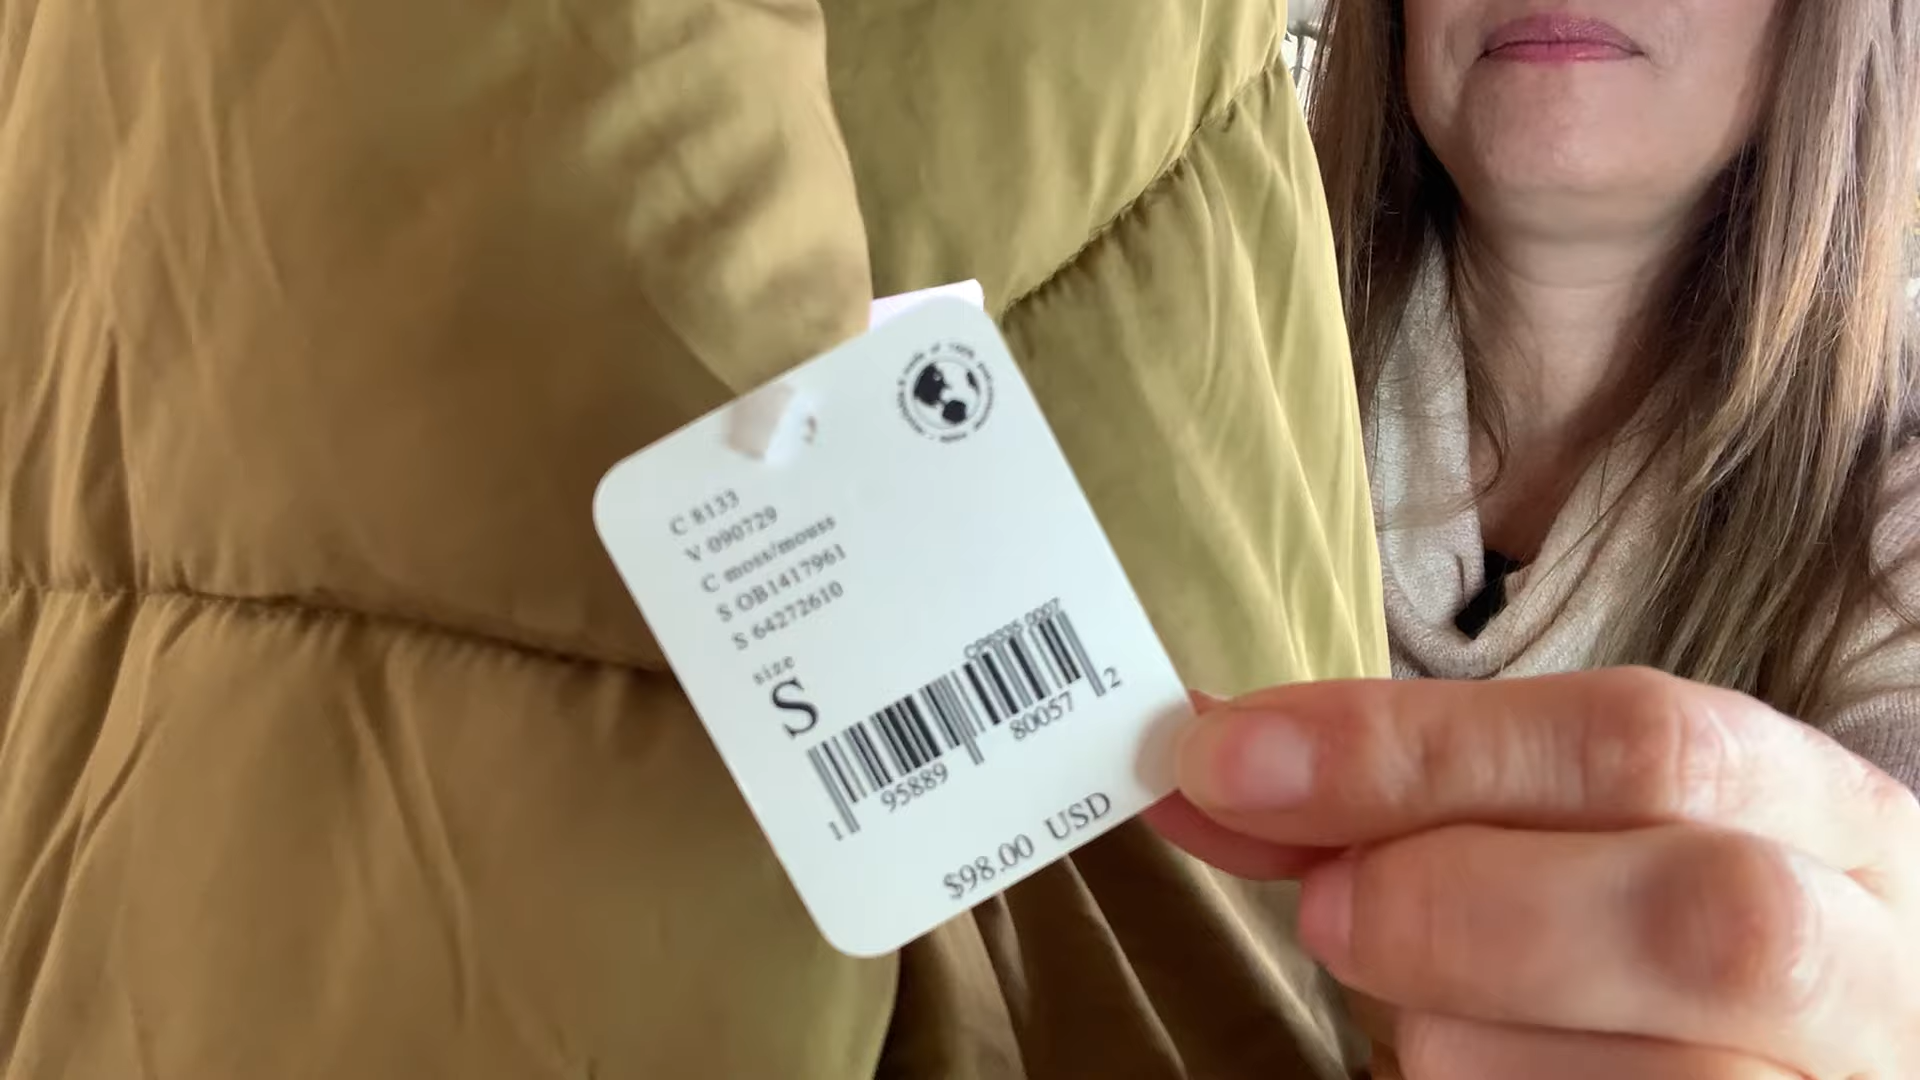 C 8133
V 090729
C moss/mouss
S OB1417961
S 64272610
size
S
1 95889 80057 2
$98.00 USD